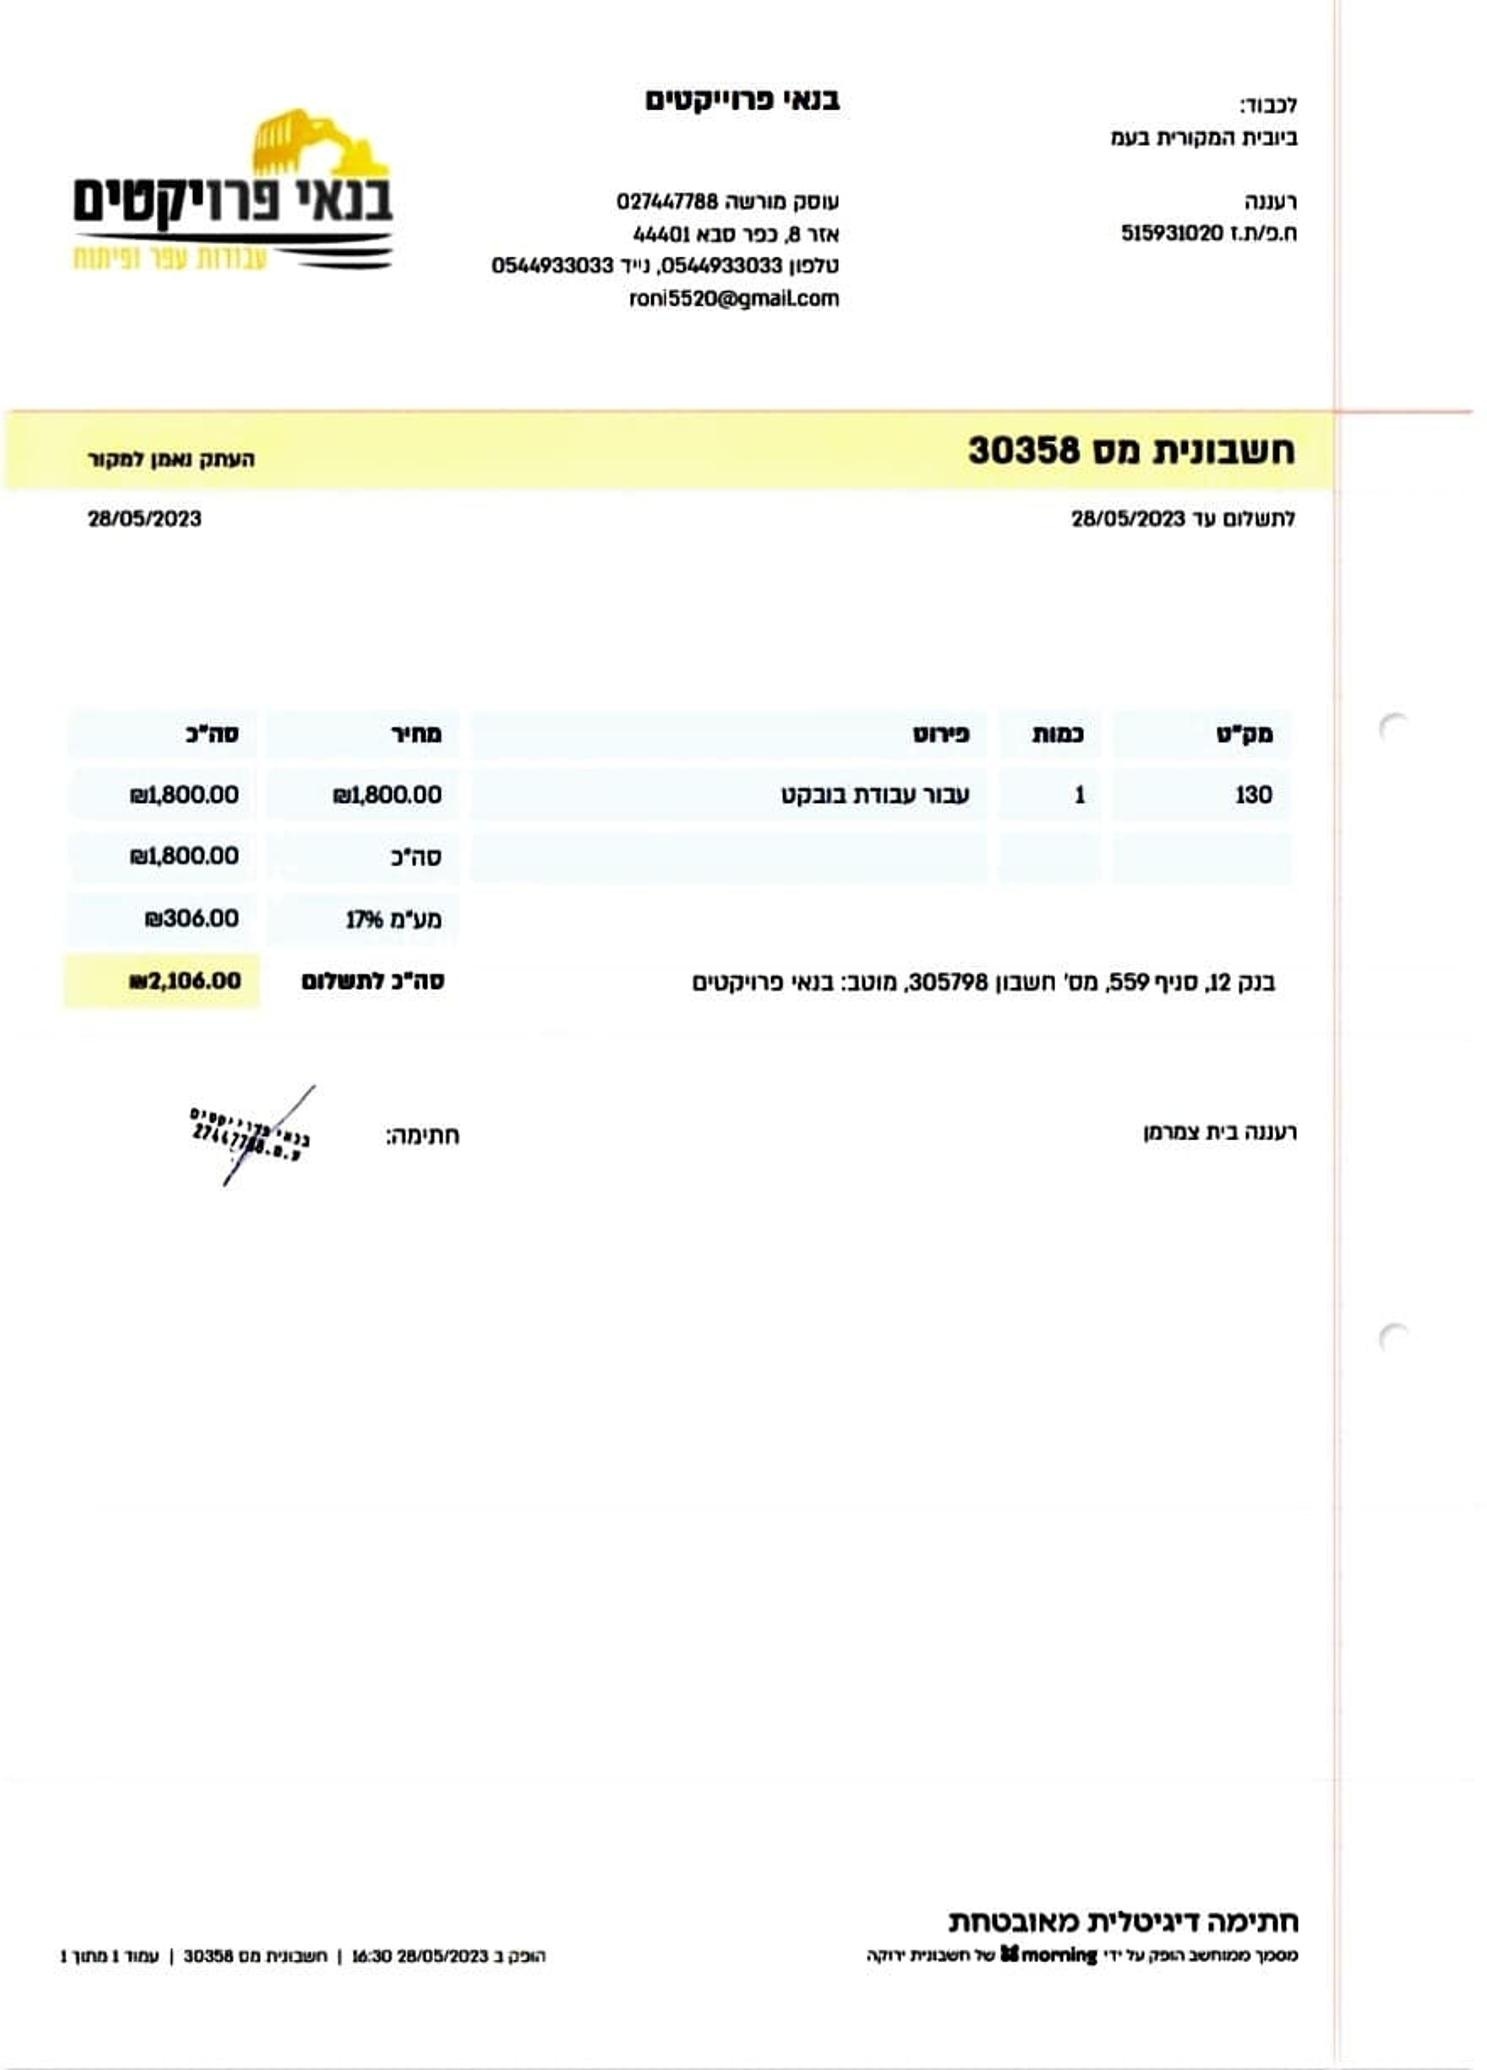 לכבוד:
ביובית המקורית בעמ
רעננה
ח.פ/ת.ז 515931020
בנאי פרוייקטים
עוסק מורשה 027447788
אזר 8, כפר סבא 44401
טלפון 0544933033, נייד 0544933033
roni5520@gmail.com
בנאי פרויקטים
עבודות עפר ופיתוח
חשבונית מס 30358
העתק נאמן למקור
לתשלום עד 28/05/2023
28/05/2023
מק"ט כמות פירוט מחיר סה"כ
130 1 עבור עבודת בובקט ₪1,800.00 ₪1,800.00
סה"כ ₪1,800.00
מע"מ 17% ₪306.00
בנק 12, סניף 559, מס' חשבון 305798, מוטב: בנאי פרויקטים
סה"כ לתשלום ₪2,106.00
רעננה בית צמרמן
חתימה:
בנאי פרוייקטים
ע.מ. 27447788
חתימה דיגיטלית מאובטחת
מסמך ממוחשב הופק על ידי morning של חשבונית ירוקה
הופק ב 28/05/2023 16:30 | חשבונית מס 30358 | עמוד 1 מתוך 1